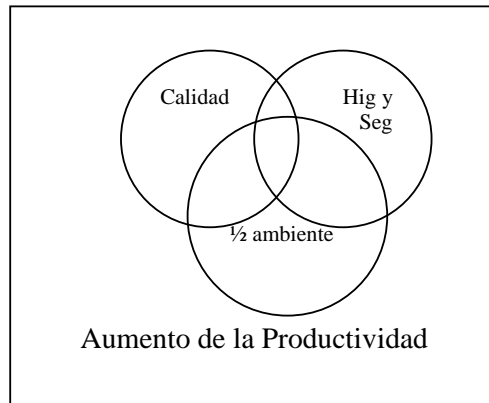 Calidad
Hig y
Seg
½ ambiente
Aumento de la Productividad